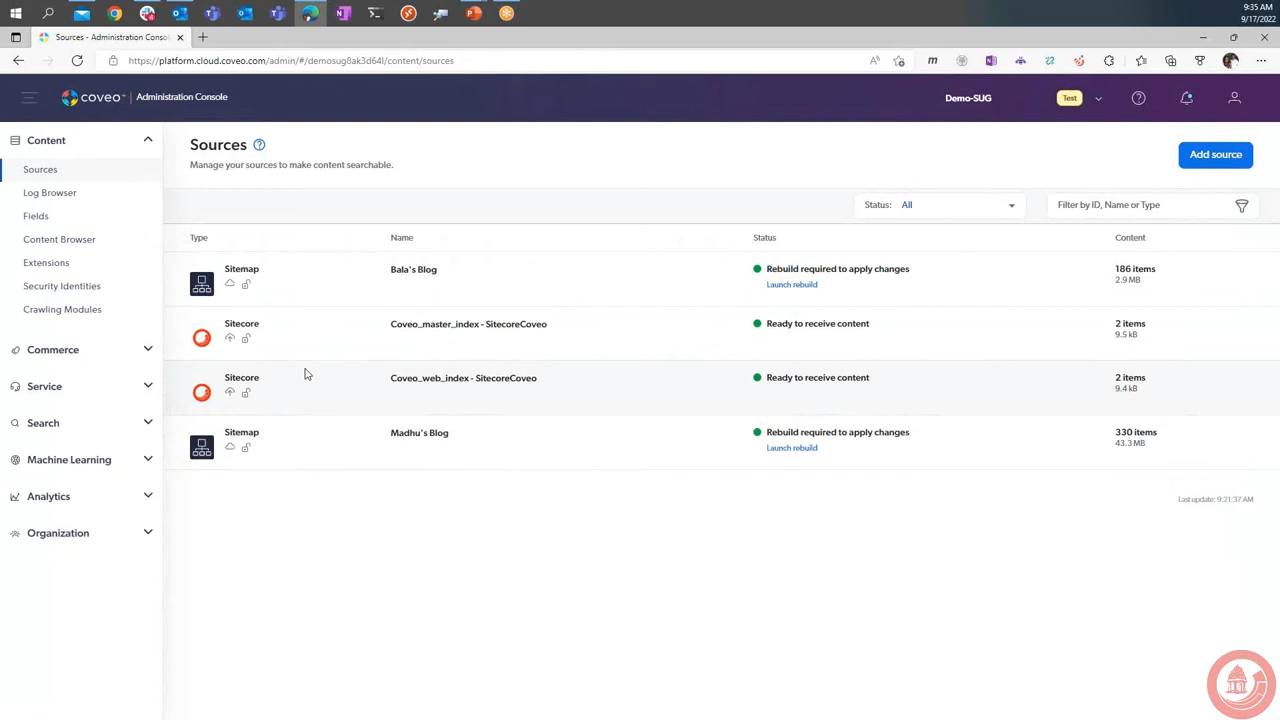 9:35 AM
9/17/2022
Sources - Administration Conso
https://platform.cloud.coveo.com/admin/#/demosug8ak3d64l/content/sources
coveo™ | Administration Console
Demo-SUG
Test
Content
Sources
Log Browser
Fields
Content Browser
Extensions
Security Identities
Crawling Modules
Commerce
Service
Search
Machine Learning
Analytics
Organization
Sources
Manage your sources to make content searchable.
Add source
Status: All
Filter by ID, Name or Type
Type Name Status Content
Sitemap Bala's Blog Rebuild required to apply changes 186 items
Launch rebuild 2.9 MB
Sitecore Coveo_master_index - SitecoreCoveo Ready to receive content 2 items
9.5 kB
Sitecore Coveo_web_index - SitecoreCoveo Ready to receive content 2 items
9.4 kB
Sitemap Madhu's Blog Rebuild required to apply changes 330 items
Launch rebuild 43.3 MB
Last update: 9:21:37 AM